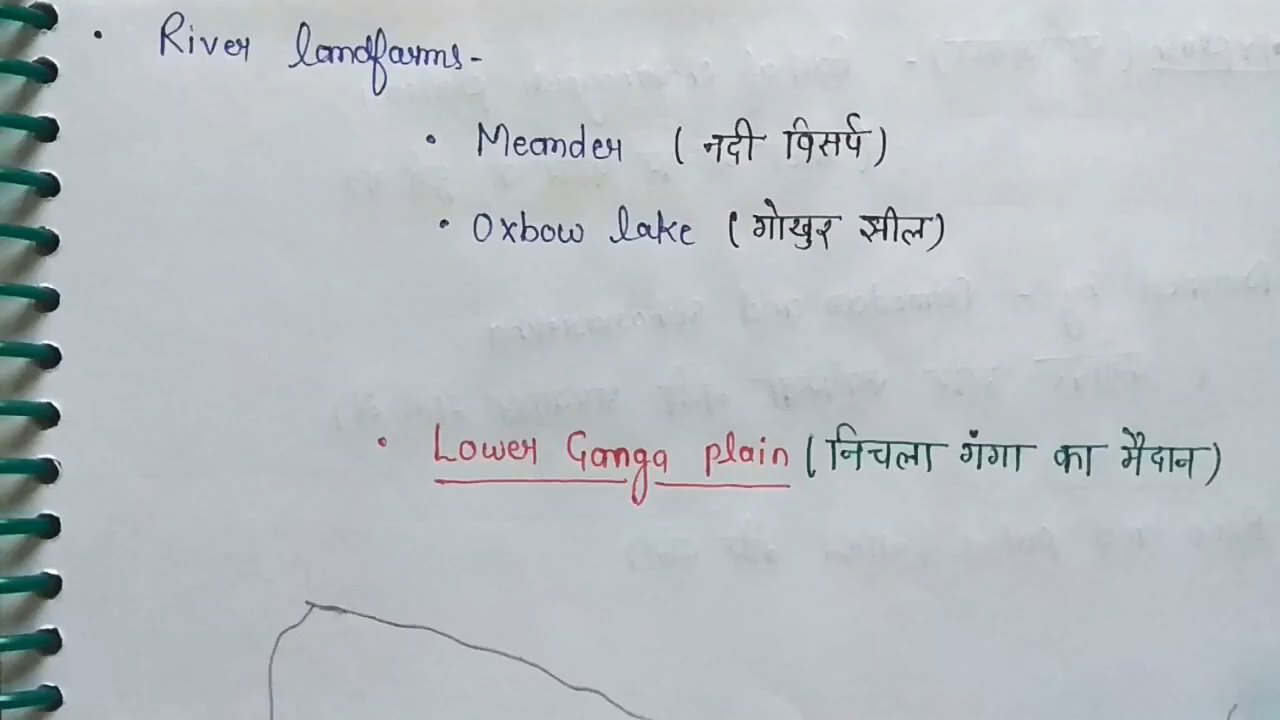 • River landfarms-
• Meander (नदी विसर्प)
• Oxbow lake (गोखुर झील)
• Lower Ganga plain (निचला गंगा का मैदान)